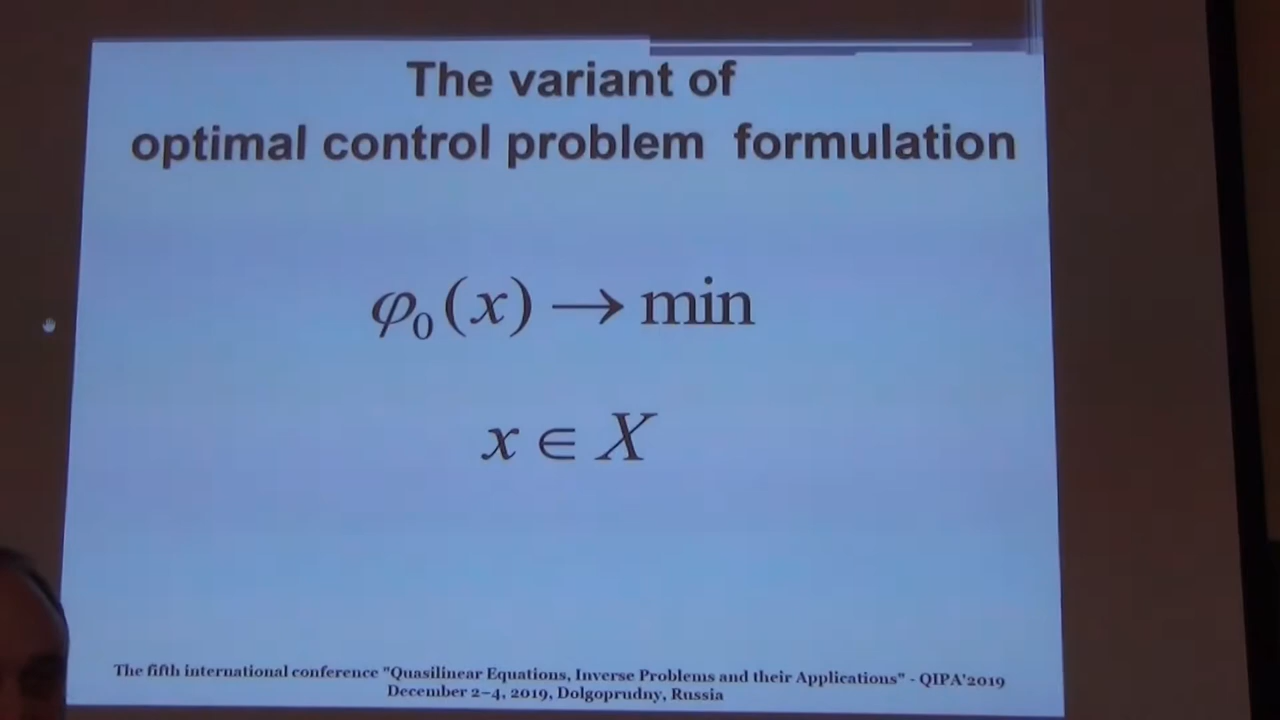 The variant of
optimal control problem formulation
φ₀(x) → min
x ∈ X
The fifth international conference "Quasilinear Equations, Inverse Problems and their Applications" - QIPA'2019
December 2–4, 2019, Dolgoprudny, Russia